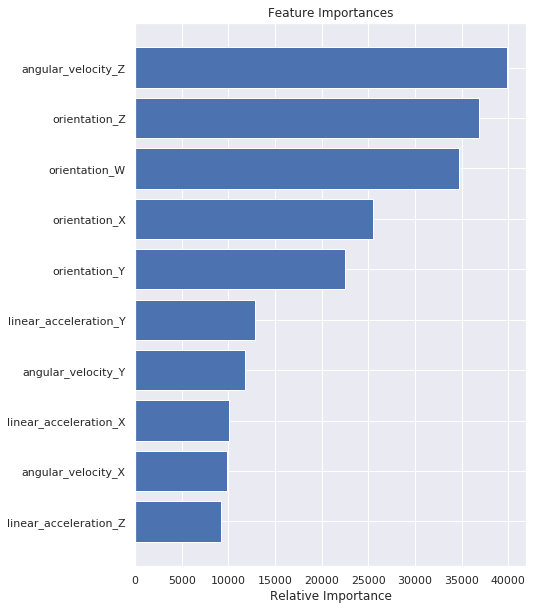 Feature Importances
angular_velocity_Z
orientation_Z
orientation_W
orientation_X
orientation_Y
linear_acceleration_Y
angular_velocity_Y
linear_acceleration_X
angular_velocity_X
linear_acceleration_Z
0 5000 10000 15000 20000 25000 30000 35000 40000
Relative Importance